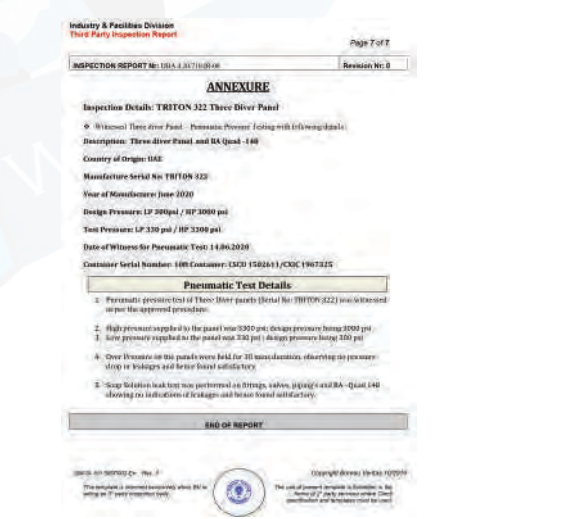 Industry & Facilities Division
Third Party Inspection Report
Page 7 of 7
INSPECTION REPORT Nr:
Revision Nr: 0
ANNEXURE
Inspection Details: TRITON 322 Three Diver Panel
❖ Witnessed Three diver Panel – Pneumatic Pressure Testing with following details:
Description: Three diver Panel and BA Quad -140
Country of Origin: UAE
Manufacture Serial No: TRITON 322
Year of Manufacture: June 2020
Design Pressure: LP 300psi / HP 3000 psi
Test Pressure: LP 330 psi / HP 3300 psi
Date of Witness for Pneumatic Test: 14.06.2020
Container Serial Number: 10ft Container: CXIC 1967325
Pneumatic Test Details
1. Pneumatic pressure test of Three Diver panels (Serial No: TRITON 322) was witnessed
as per the approved procedure.
2. High pressure supplied to the panel was 3300 psi; design pressure being 3000 psi
3. Low pressure supplied to the panel was 330 psi; design pressure being 300 psi
4. Over Pressure in the panels were held for 30 mins duration, observing no pressure
drop or leakages and hence found satisfactory.
5. Soap Solution leak test was performed on fittings, valves, piping's and BA -Quad 140
showing no indications of leakages and hence found satisfactory.
END OF REPORT
Copyright Bureau Veritas